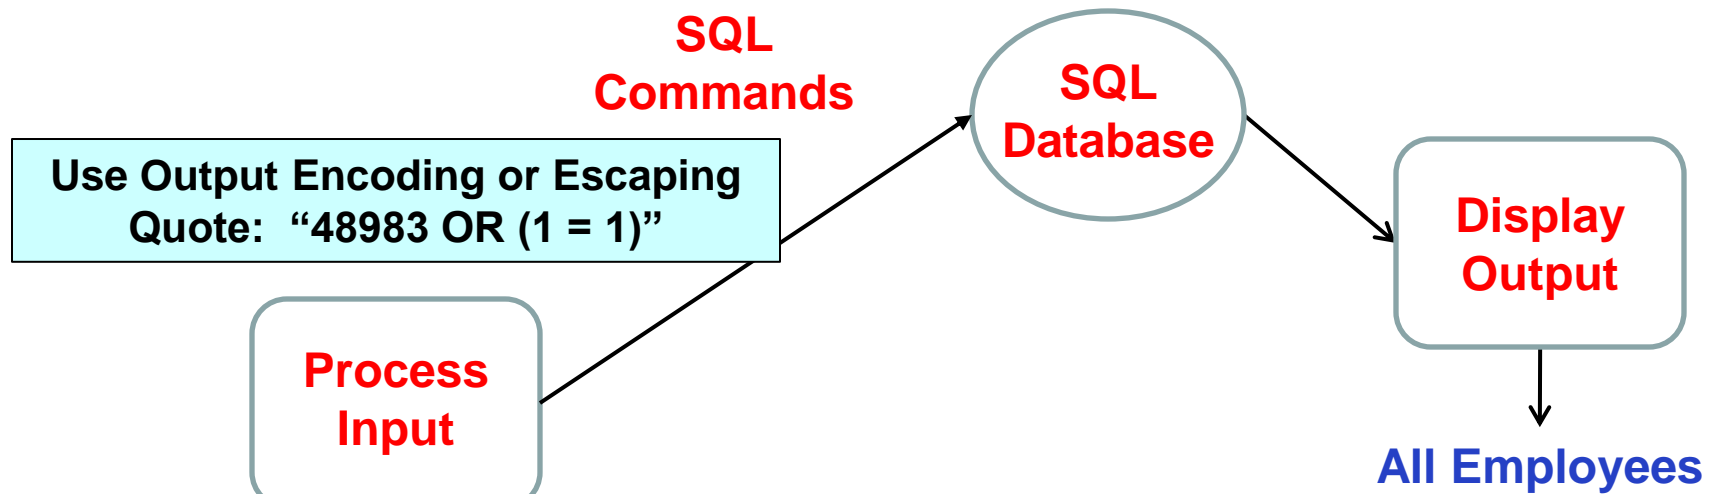 SQL
Commands
SQL
Database
Use Output Encoding or Escaping
Quote: “48983 OR (1 = 1)”
Display
Output
Process
Input
All Employees